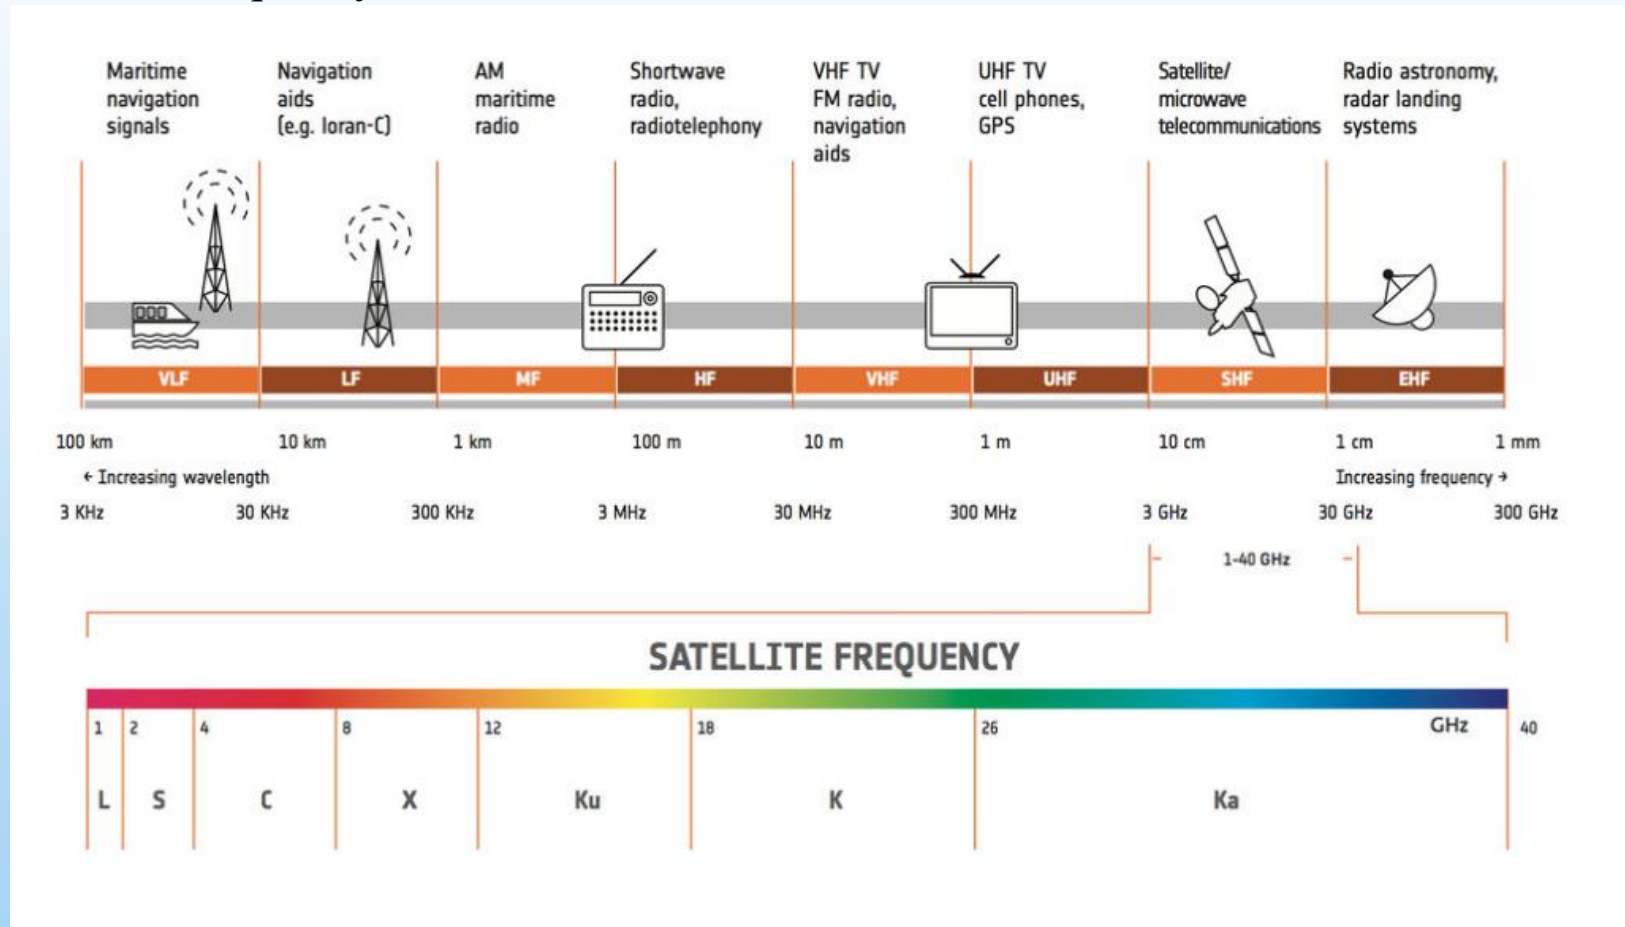 Maritime
navigation
signals
Navigation
aids
(e.g. loran-C)
AM
maritime
radio
Shortwave
radio,
radiotelephony
VHF TV
FM radio,
navigation
aids
UHF TV
cell phones,
GPS
Satellite/
microwave
telecommunications
Radio astronomy,
radar landing
systems
VLF LF MF HF VHF UHF SHF EHF
100 km 10 km 1 km 100 m 10 m 1 m 10 cm 1 cm 1 mm
← Increasing wavelength Increasing frequency →
3 KHz 30 KHz 300 KHz 3 MHz 30 MHz 300 MHz 3 GHz 30 GHz 300 GHz
1-40 GHz
SATELLITE FREQUENCY
1 2 4 8 12 18 26 GHz 40
L S C X Ku K Ka